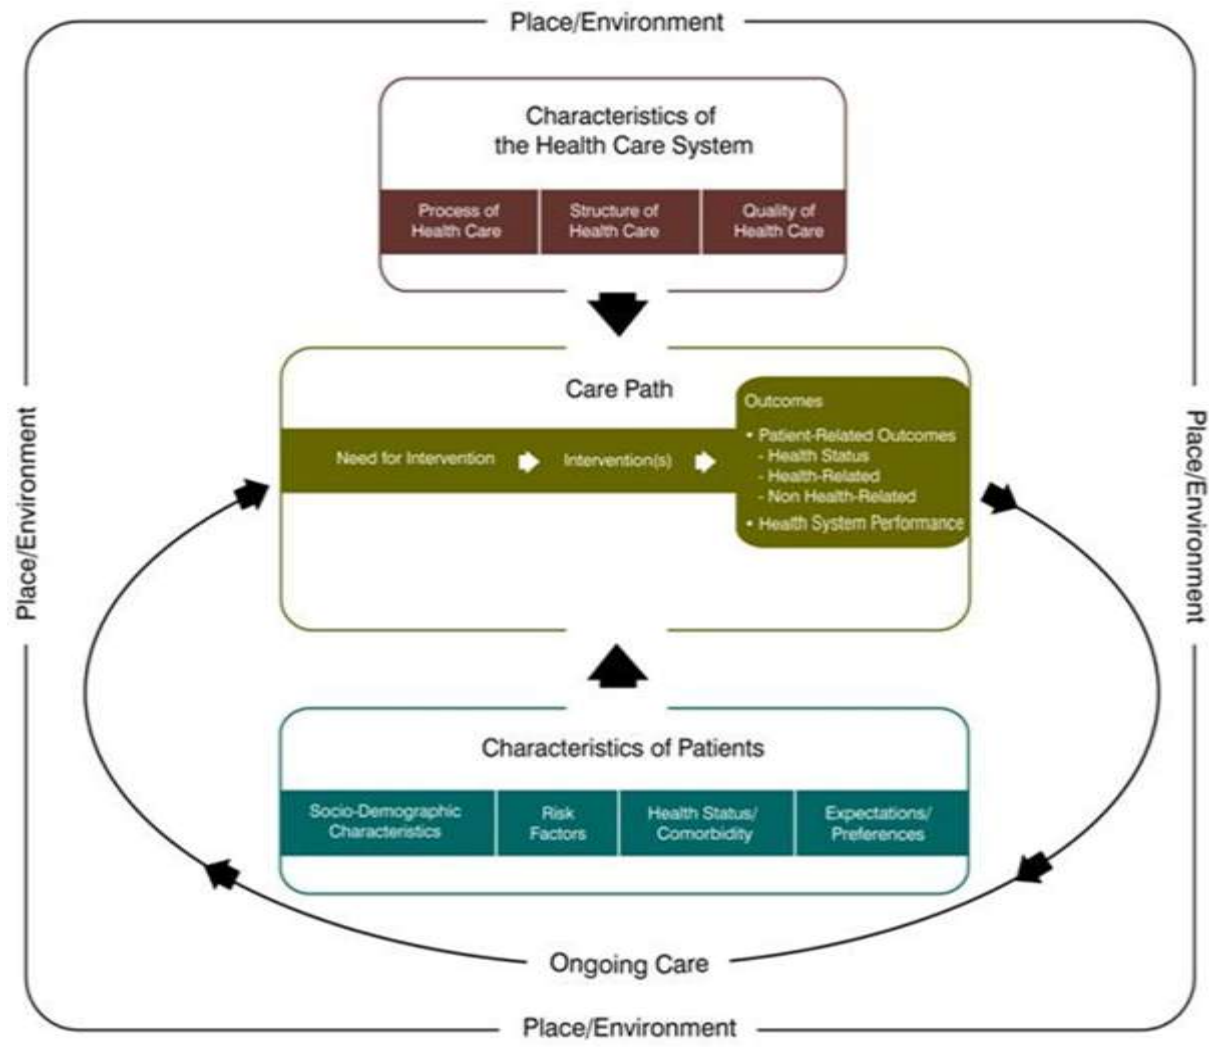 Place/Environment
Characteristics of
the Health Care System
Process of
Health Care
Structure of
Health Care
Quality of
Health Care
Care Path
Need for Intervention
Intervention(s)
Outcomes
• Patient-Related Outcomes
- Health Status
- Health-Related
- Non Health-Related
• Health System Performance
Place/Environment
Place/Environment
Characteristics of Patients
Socio-Demographic
Characteristics
Risk
Factors
Health Status/
Comorbidity
Expectations/
Preferences
Ongoing Care
Place/Environment